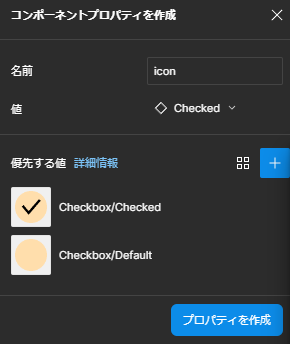 コンポーネントプロパティを作成
名前
icon
値
Checked
優先する値 詳細情報
Checkbox/Checked
Checkbox/Default
プロパティを作成